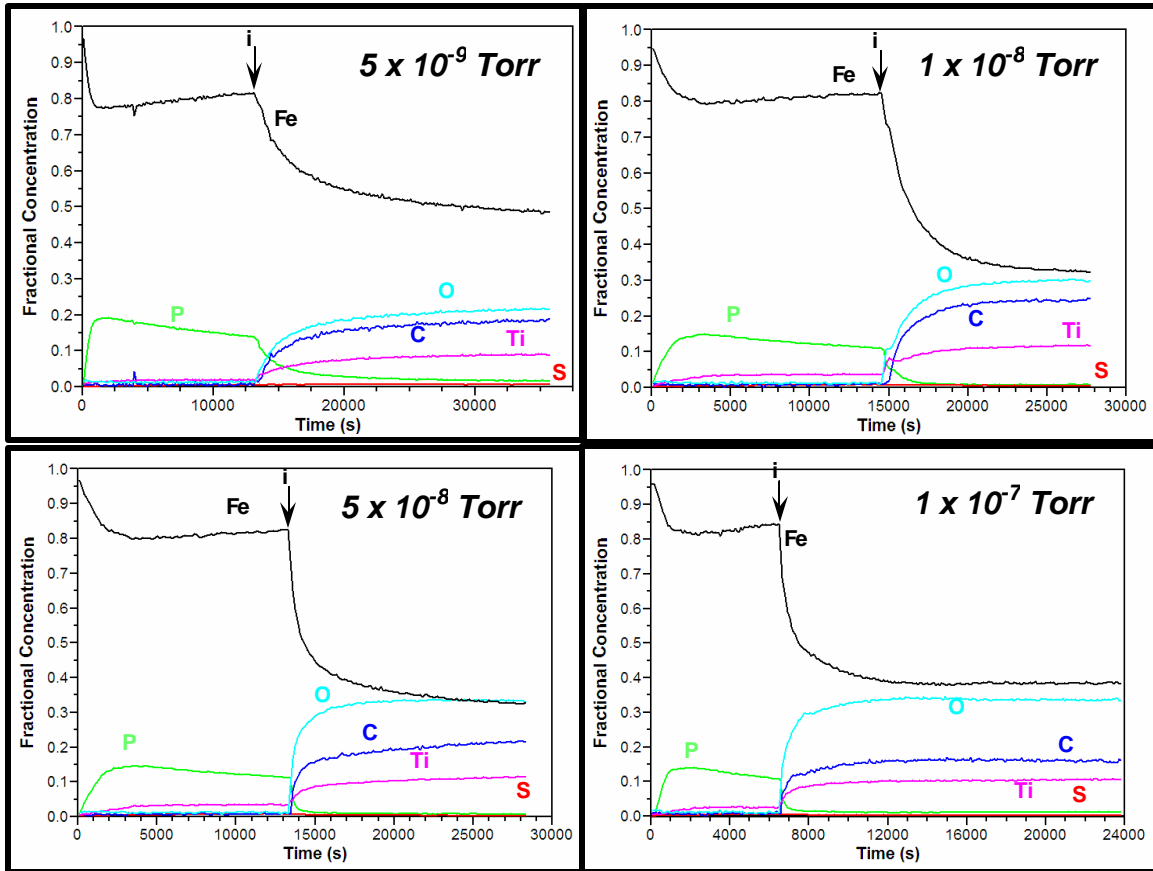 i
5 x 10⁻⁹ Torr
Fe
P
O
C
Ti
S
Fractional Concentration
1.0
0.9
0.8
0.7
0.6
0.5
0.4
0.3
0.2
0.1
0.0
0 10000 20000 30000
Time (s)
i
1 x 10⁻⁸ Torr
Fe
P
O
C
Ti
S
Fractional Concentration
1.0
0.9
0.8
0.7
0.6
0.5
0.4
0.3
0.2
0.1
0.0
0 5000 10000 15000 20000 25000 30000
Time (s)
i
5 x 10⁻⁸ Torr
Fe
P
O
C
Ti
S
Fractional Concentration
1.0
0.9
0.8
0.7
0.6
0.5
0.4
0.3
0.2
0.1
0.0
0 5000 10000 15000 20000 25000 30000
Time (s)
i
1 x 10⁻⁷ Torr
Fe
P
O
C
Ti
S
Fractional Concentration
1.0
0.9
0.8
0.7
0.6
0.5
0.4
0.3
0.2
0.1
0.0
0 4000 8000 12000 16000 20000 24000
Time (s)